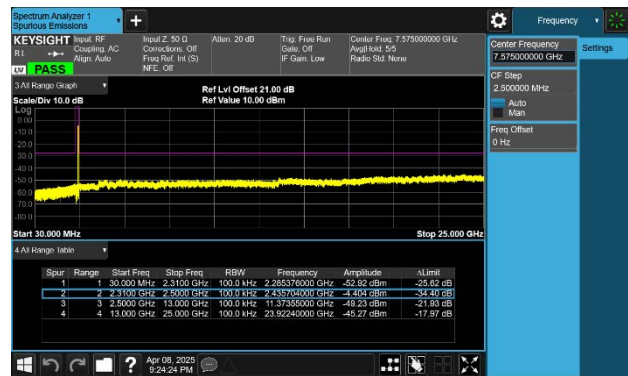 Spectrum Analyzer 1
Spurious Emissions
Frequency
KEYSIGHT Input: RF Input Z: 50 Ω Atten: 20 dB Trig: Free Run Center Freq: 7.575000000 GHz
RL Coupling: AC Corrections: Off Gate: Off Avg|Hold: 5/5
Align: Auto Freq Ref: Int (S) IF Gain: Low Radio Std: None
NFE: Off
LW PASS
Center Frequency
7.575000000 GHz
Settings
CF Step
2.500000 MHz
Auto
Man
Freq Offset
0 Hz
3 All Range Graph
Ref Lvl Offset 21.00 dB
Scale/Div 10.0 dB Ref Value 10.00 dBm
Log
0.00
-10.0
-20.0
-30.0
-40.0
-50.0
-60.0
-70.0
-80.0
Start 30.000 MHz Stop 25.000 GHz
4 All Range Table
Spur Range Start Freq Stop Freq RBW Frequency Amplitude ΔLimit
1 1 30.000 MHz 2.3100 GHz 100.0 kHz 2.285376000 GHz -52.92 dBm -25.62 dB
2 2 2.3100 GHz 2.5000 GHz 100.0 kHz 2.435704000 GHz -4.404 dBm -34.40 dB
3 3 2.5000 GHz 13.000 GHz 100.0 kHz 11.37355000 GHz -49.23 dBm -21.93 dB
4 4 13.000 GHz 25.000 GHz 100.0 kHz 23.92240000 GHz -45.27 dBm -17.97 dB
?
Apr 08, 2025
9:24:24 PM